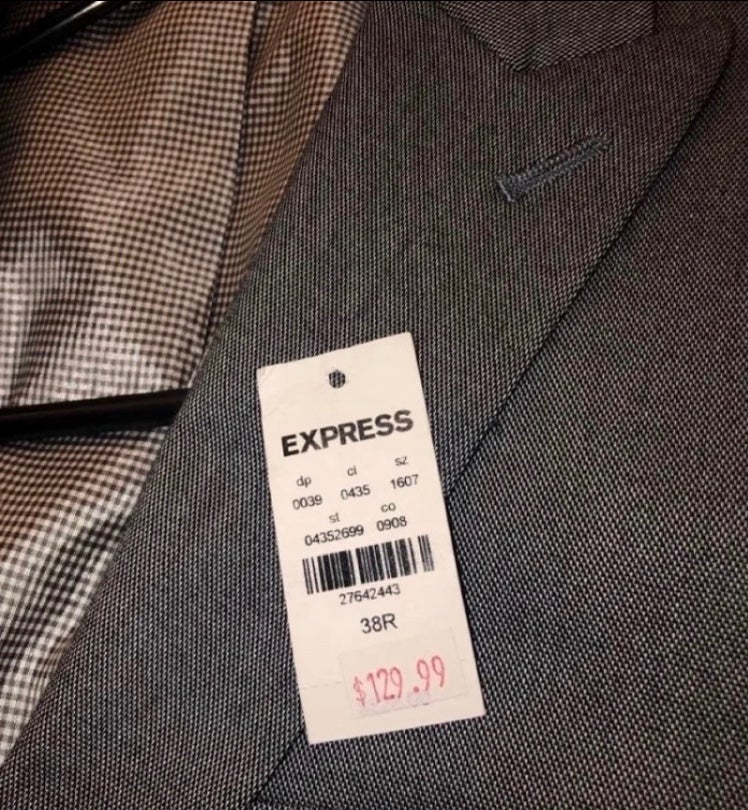 EXPRESS
dp cl sz
0039 0435 1607
st co
04352699 0908
27642443
38R
$129.99